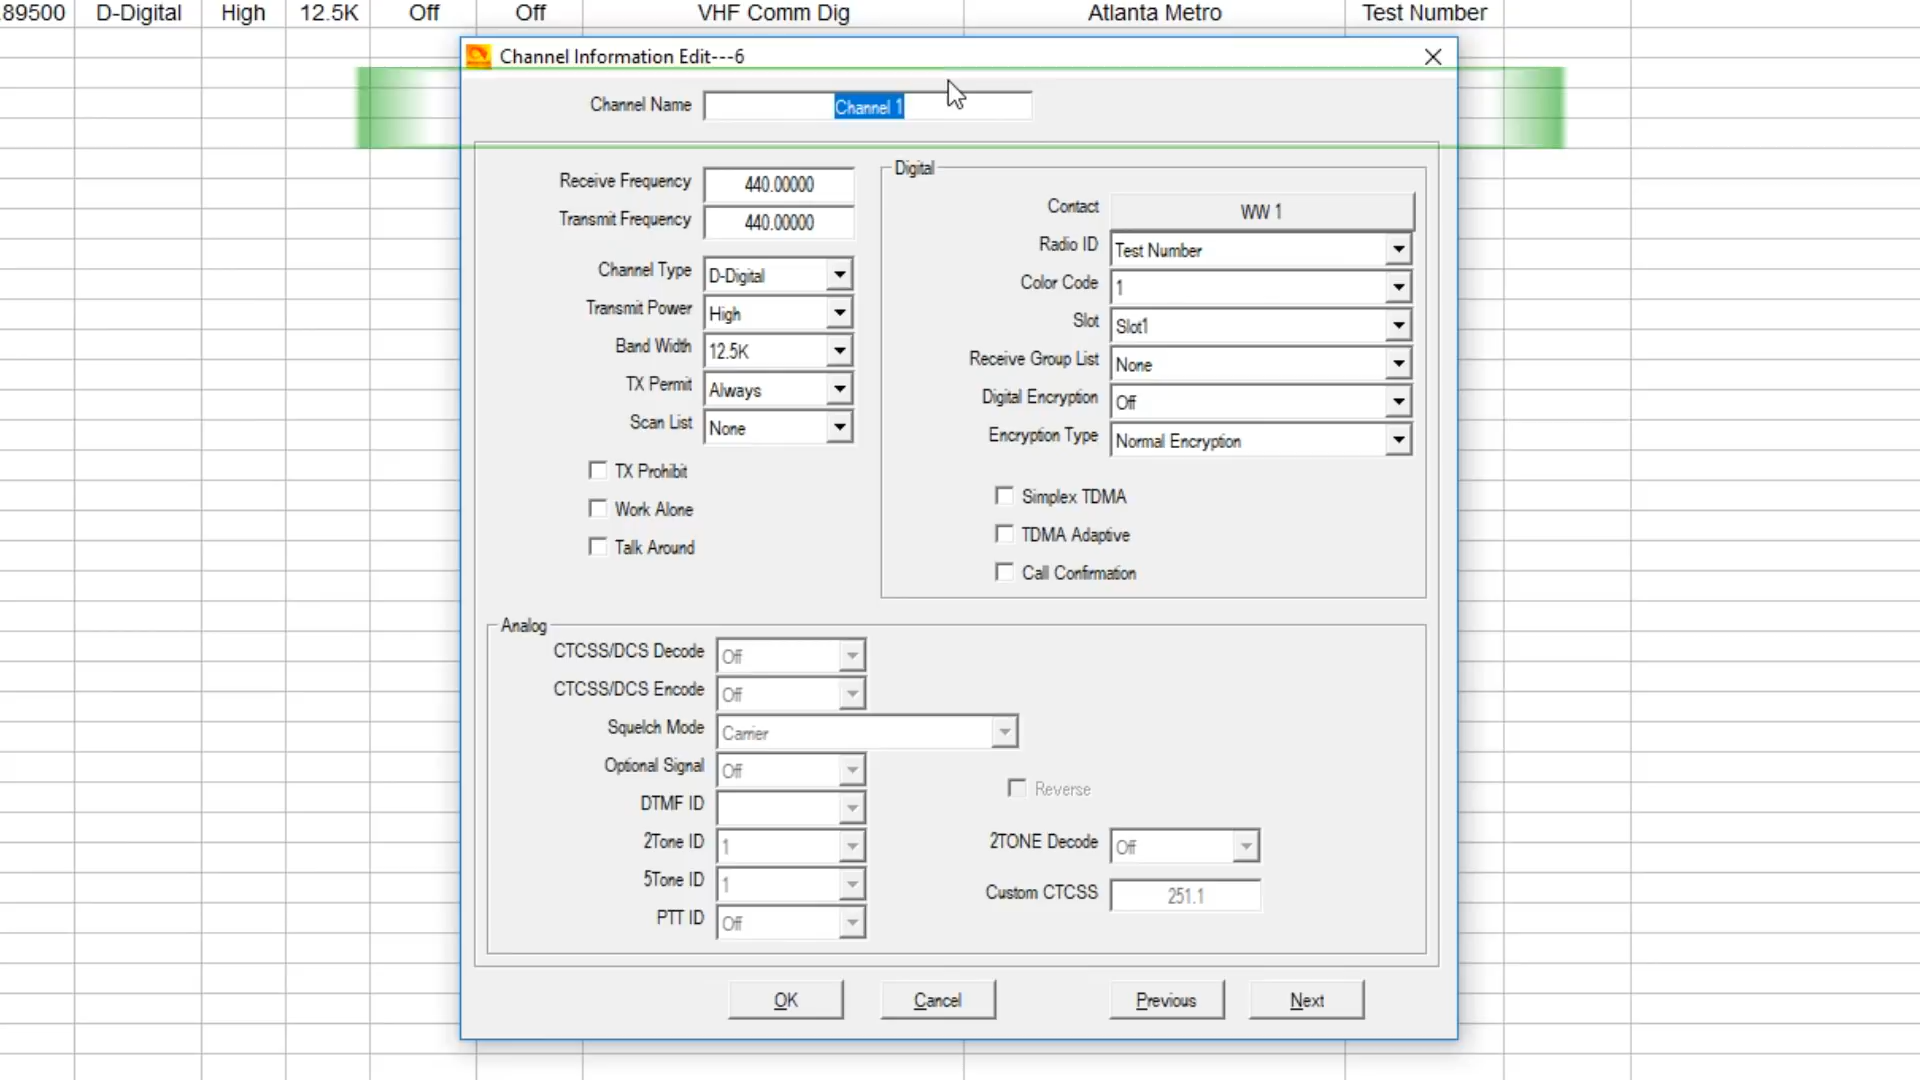 .89500 D-Digital High 12.5K Off Off VHF Comm Dig Atlanta Metro Test Number
Channel Information Edit---6
Channel Name Channel 1
Receive Frequency 440.00000
Transmit Frequency 440.00000
Channel Type D-Digital
Transmit Power High
Band Width 12.5K
TX Permit Always
Scan List None
TX Prohibit
Work Alone
Talk Around
Digital
Contact WW 1
Radio ID Test Number
Color Code 1
Slot Slot1
Receive Group List None
Digital Encryption Off
Encryption Type Normal Encryption
Simplex TDMA
TDMA Adaptive
Call Confirmation
Analog
CTCSS/DCS Decode Off
CTCSS/DCS Encode Off
Squelch Mode Carrier
Optional Signal Off
DTMF ID
2Tone ID 1
5Tone ID 1
PTT ID Off
Reverse
2TONE Decode Off
Custom CTCSS 251.1
OK Cancel Previous Next